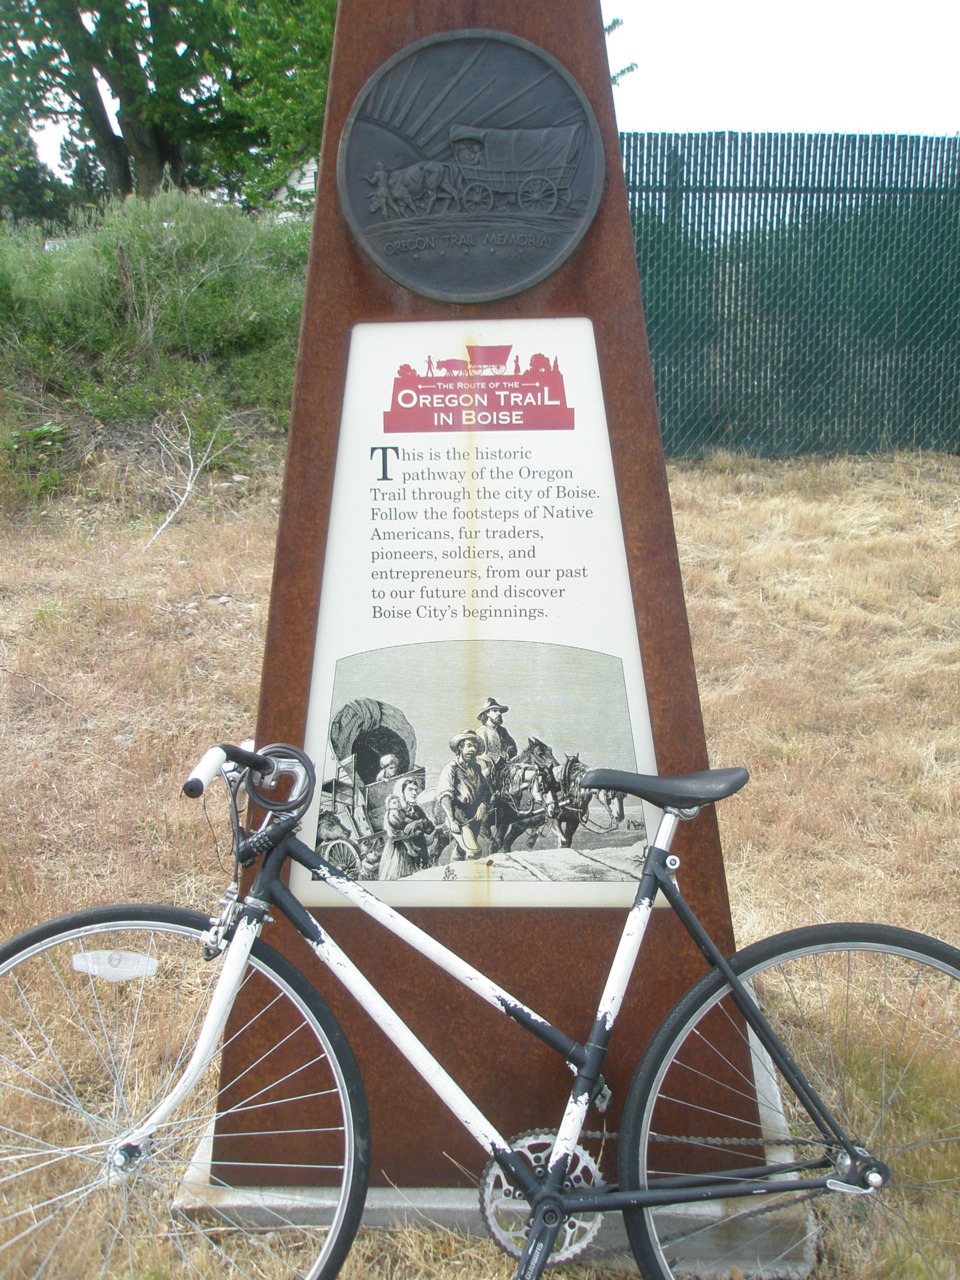 OREGON TRAIL MEMORIAL
THE ROUTE OF THE
OREGON TRAIL
IN BOISE
This is the historic
pathway of the Oregon
Trail through the city of Boise.
Follow the footsteps of Native
Americans, fur traders,
pioneers, soldiers, and
entrepreneurs, from our past
to our future and discover
Boise City's beginnings.